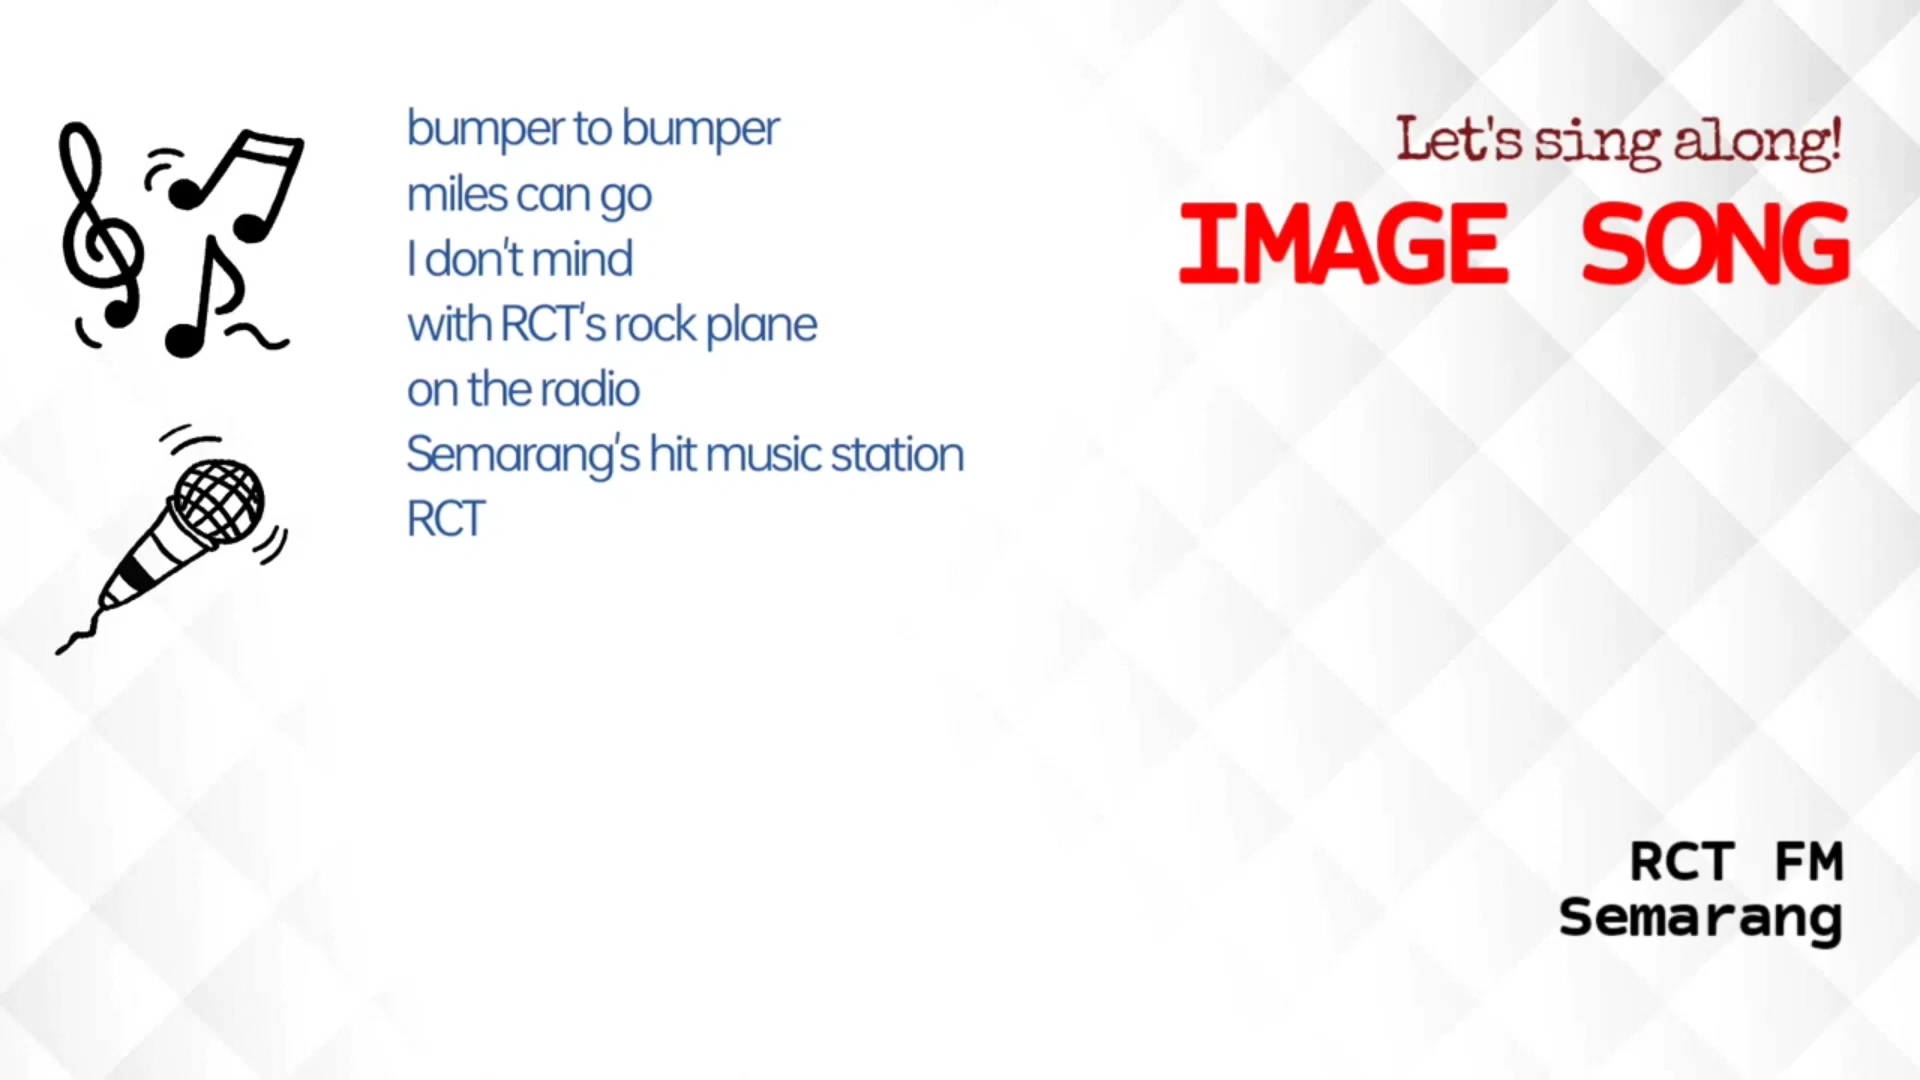 bumper to bumper
miles can go
I don't mind
with RCT's rock plane
on the radio
Semarang's hit music station
RCT
Let's sing along!
IMAGE SONG
RCT FM
Semarang